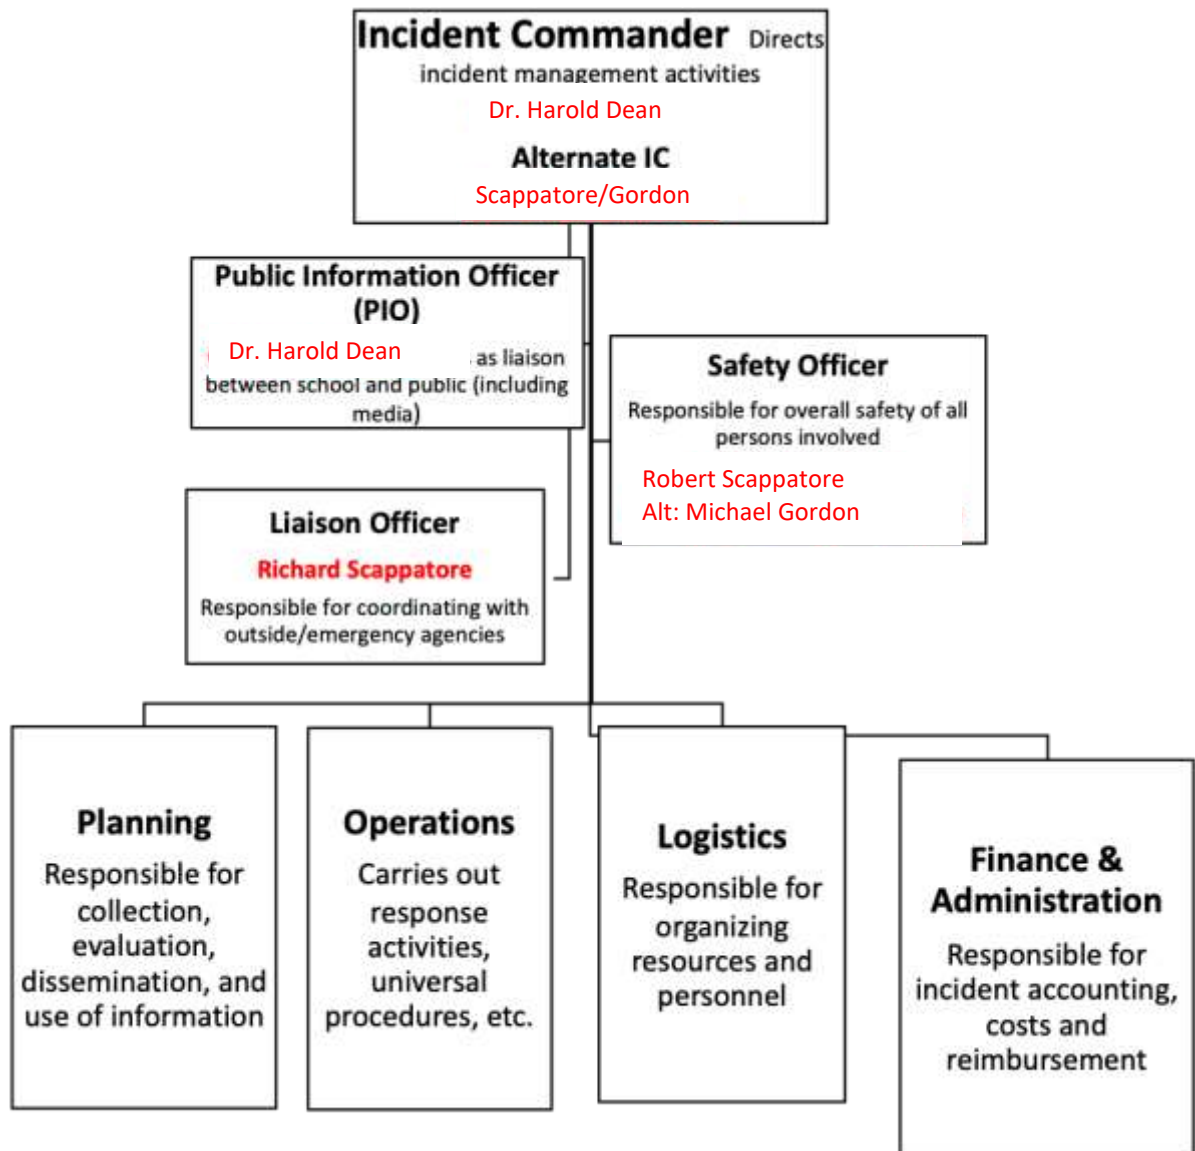 Incident Commander Directs
incident management activities
Dr. Harold Dean
Alternate IC
Scappatore/Gordon
Public Information Officer
(PIO)
Dr. Harold Dean as liaison
between school and public (including
media)
Safety Officer
Responsible for overall safety of all
persons involved
Robert Scappatore
Alt: Michael Gordon
Liaison Officer
Richard Scappatore
Responsible for coordinating with
outside/emergency agencies
Planning
Responsible for
collection,
evaluation,
dissemination, and
use of information
Operations
Carries out
response
activities,
universal
procedures, etc.
Logistics
Responsible for
organizing
resources and
personnel
Finance &
Administration
Responsible for
incident accounting,
costs and
reimbursement